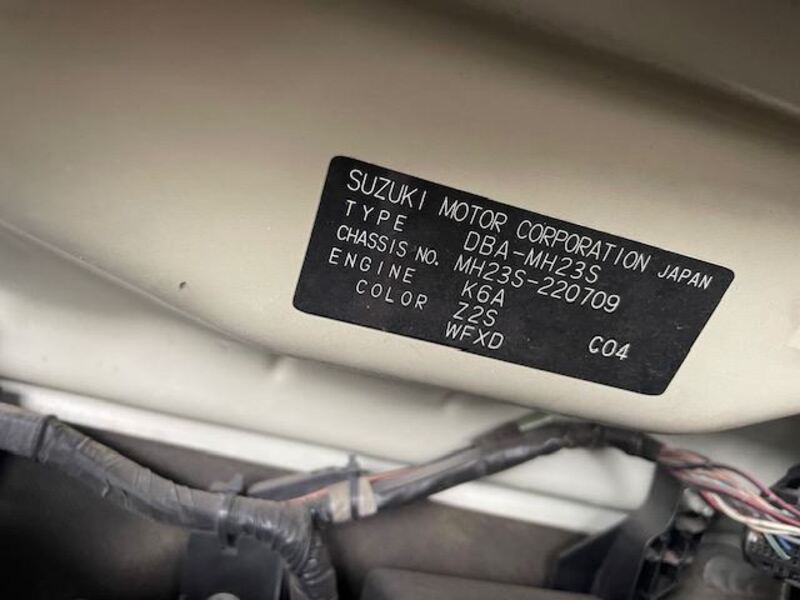 SUZUKI MOTOR CORPORATION JAPAN
TYPE DBA-MH23S
CHASSIS NO. MH23S-220709
ENGINE K6A
COLOR Z2S
WFXD C04